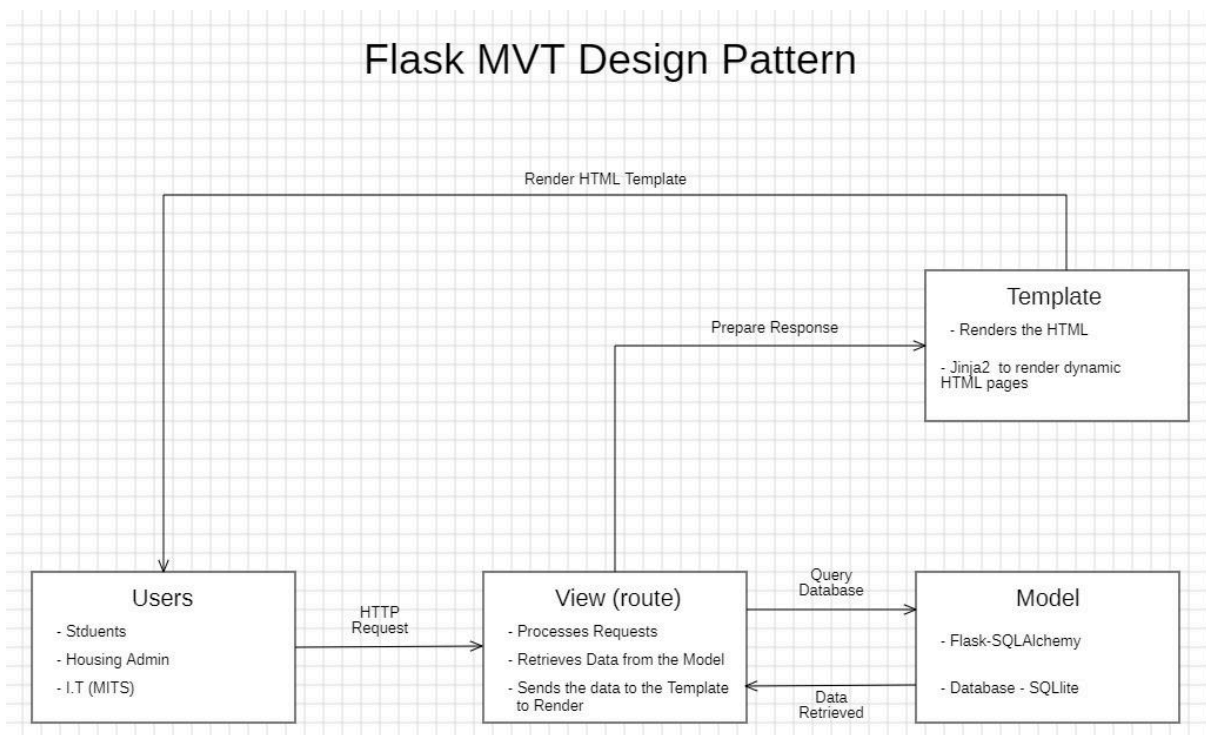 Flask MVT Design Pattern
Render HTML Template
Template
- Renders the HTML
- Jinja2 to render dynamic
HTML pages
Prepare Response
Users
- Stduents
- Housing Admin
- I.T (MITS)
HTTP
Request
View (route)
- Processes Requests
- Retrieves Data from the Model
- Sends the data to the Template
to Render
Query
Database
Data
Retrieved
Model
- Flask-SQLAlchemy
- Database - SQLlite